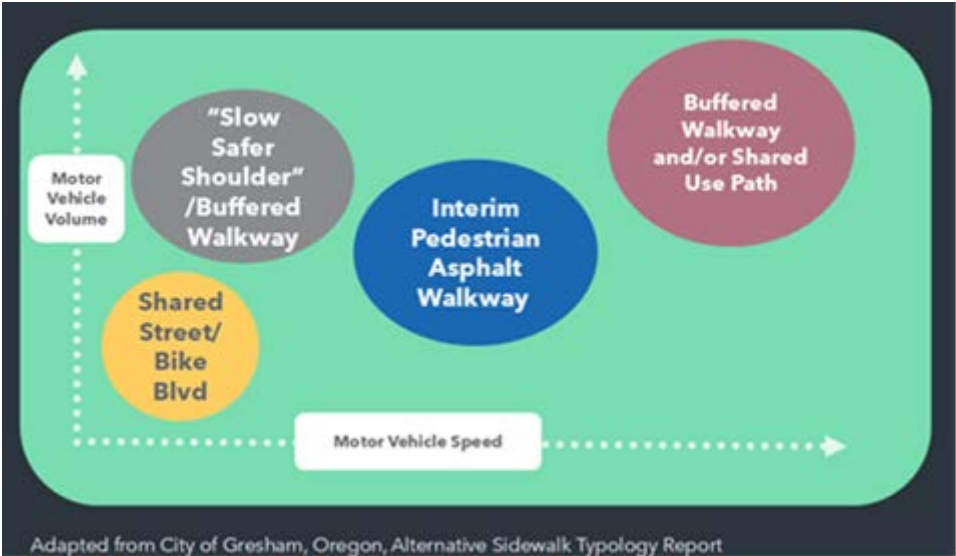 "Slow
Safer
Shoulder"
/Buffered
Walkway
Buffered
Walkway
and/or Shared
Use Path
Motor
Vehicle
Volume
Interim
Pedestrian
Asphalt
Walkway
Shared
Street/
Bike
Blvd
Motor Vehicle Speed
Adapted from City of Gresham, Oregon, Alternative Sidewalk Typology Report